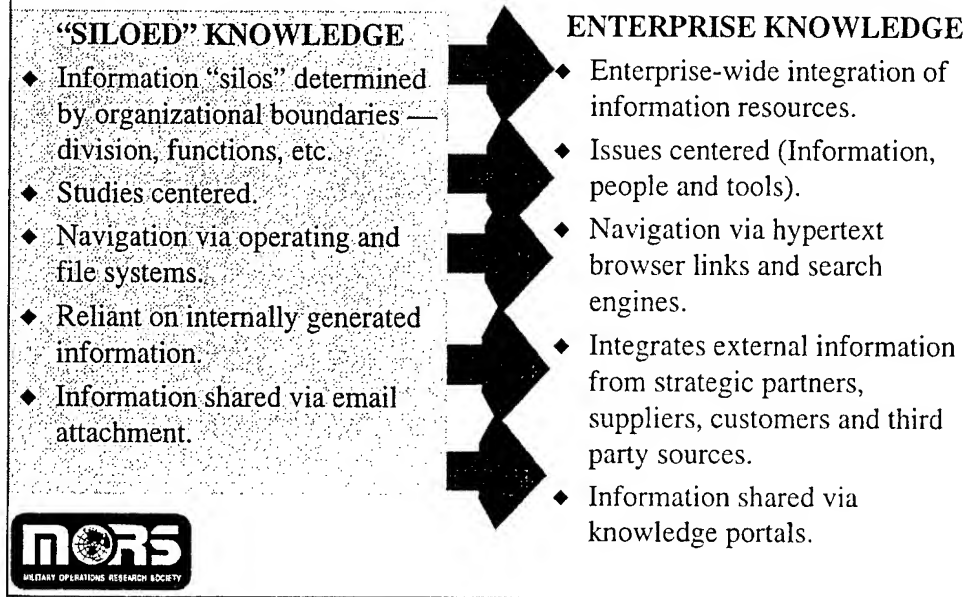 “SILOED” KNOWLEDGE
◆ Information “silos” determined
by organizational boundaries —
division, functions, etc.
◆ Studies centered.
◆ Navigation via operating and
file systems.
◆ Reliant on internally generated
information.
◆ Information shared via email
attachment.
ENTERPRISE KNOWLEDGE
◆ Enterprise-wide integration of
information resources.
◆ Issues centered (Information,
people and tools).
◆ Navigation via hypertext
browser links and search
engines.
◆ Integrates external information
from strategic partners,
suppliers, customers and third
party sources.
◆ Information shared via
knowledge portals.
MORS
MILITARY OPERATIONS RESEARCH SOCIETY